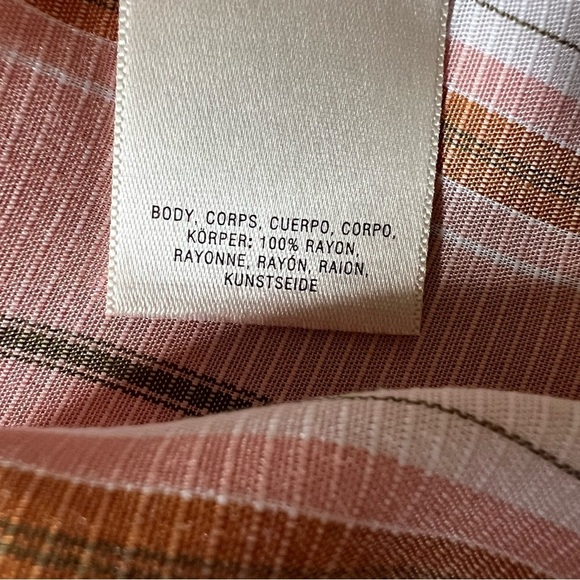 BODY, CORPS, CUERPO, CORPO,
KÖRPER: 100% RAYON,
RAYONNE, RAYÓN, RAION,
KUNSTSEIDE